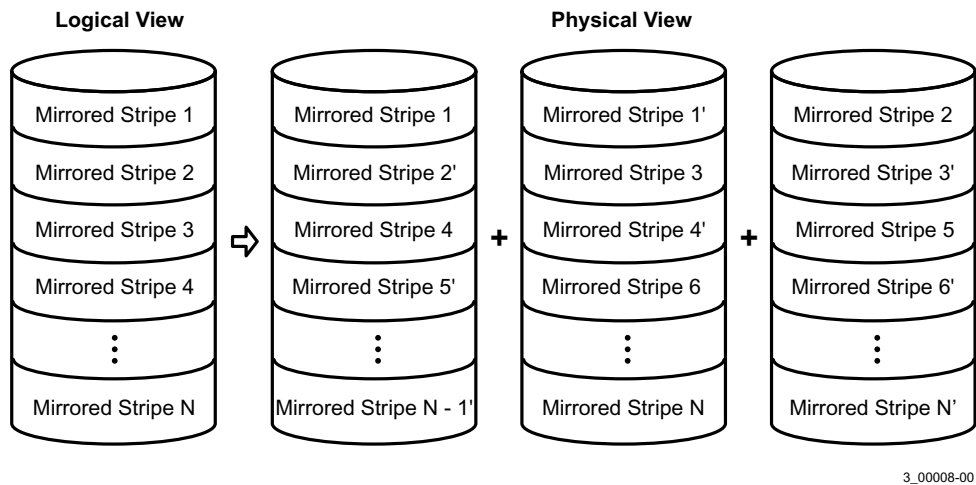 Logical View
Physical View
Mirrored Stripe 1
Mirrored Stripe 2
Mirrored Stripe 3
Mirrored Stripe 4
Mirrored Stripe N
Mirrored Stripe 1
Mirrored Stripe 2'
Mirrored Stripe 4
Mirrored Stripe 5'
Mirrored Stripe N - 1'
+
Mirrored Stripe 1'
Mirrored Stripe 3
Mirrored Stripe 4'
Mirrored Stripe 6
Mirrored Stripe N
+
Mirrored Stripe 2
Mirrored Stripe 3'
Mirrored Stripe 5
Mirrored Stripe 6'
Mirrored Stripe N’
3_00008-00